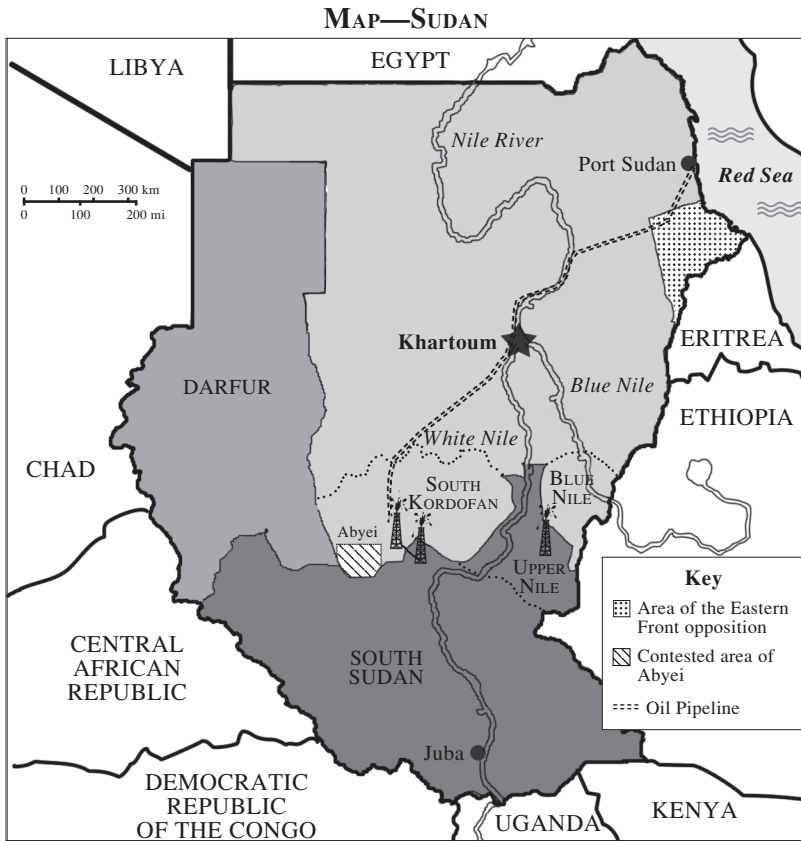 MAP—SUDAN
LIBYA
EGYPT
Nile River
Port Sudan
Red Sea
0 100 200 300 km
0 100 200 mi
Khartoum
ERITREA
DARFUR
Blue Nile
ETHIOPIA
White Nile
CHAD
SOUTH
KORDOFAN
BLUE
NILE
Abyei
UPPER
NILE
Key
Area of the Eastern
Front opposition
Contested area of
Abyei
Oil Pipeline
CENTRAL
AFRICAN
REPUBLIC
SOUTH
SUDAN
Juba
DEMOCRATIC
REPUBLIC
OF THE CONGO
UGANDA
KENYA